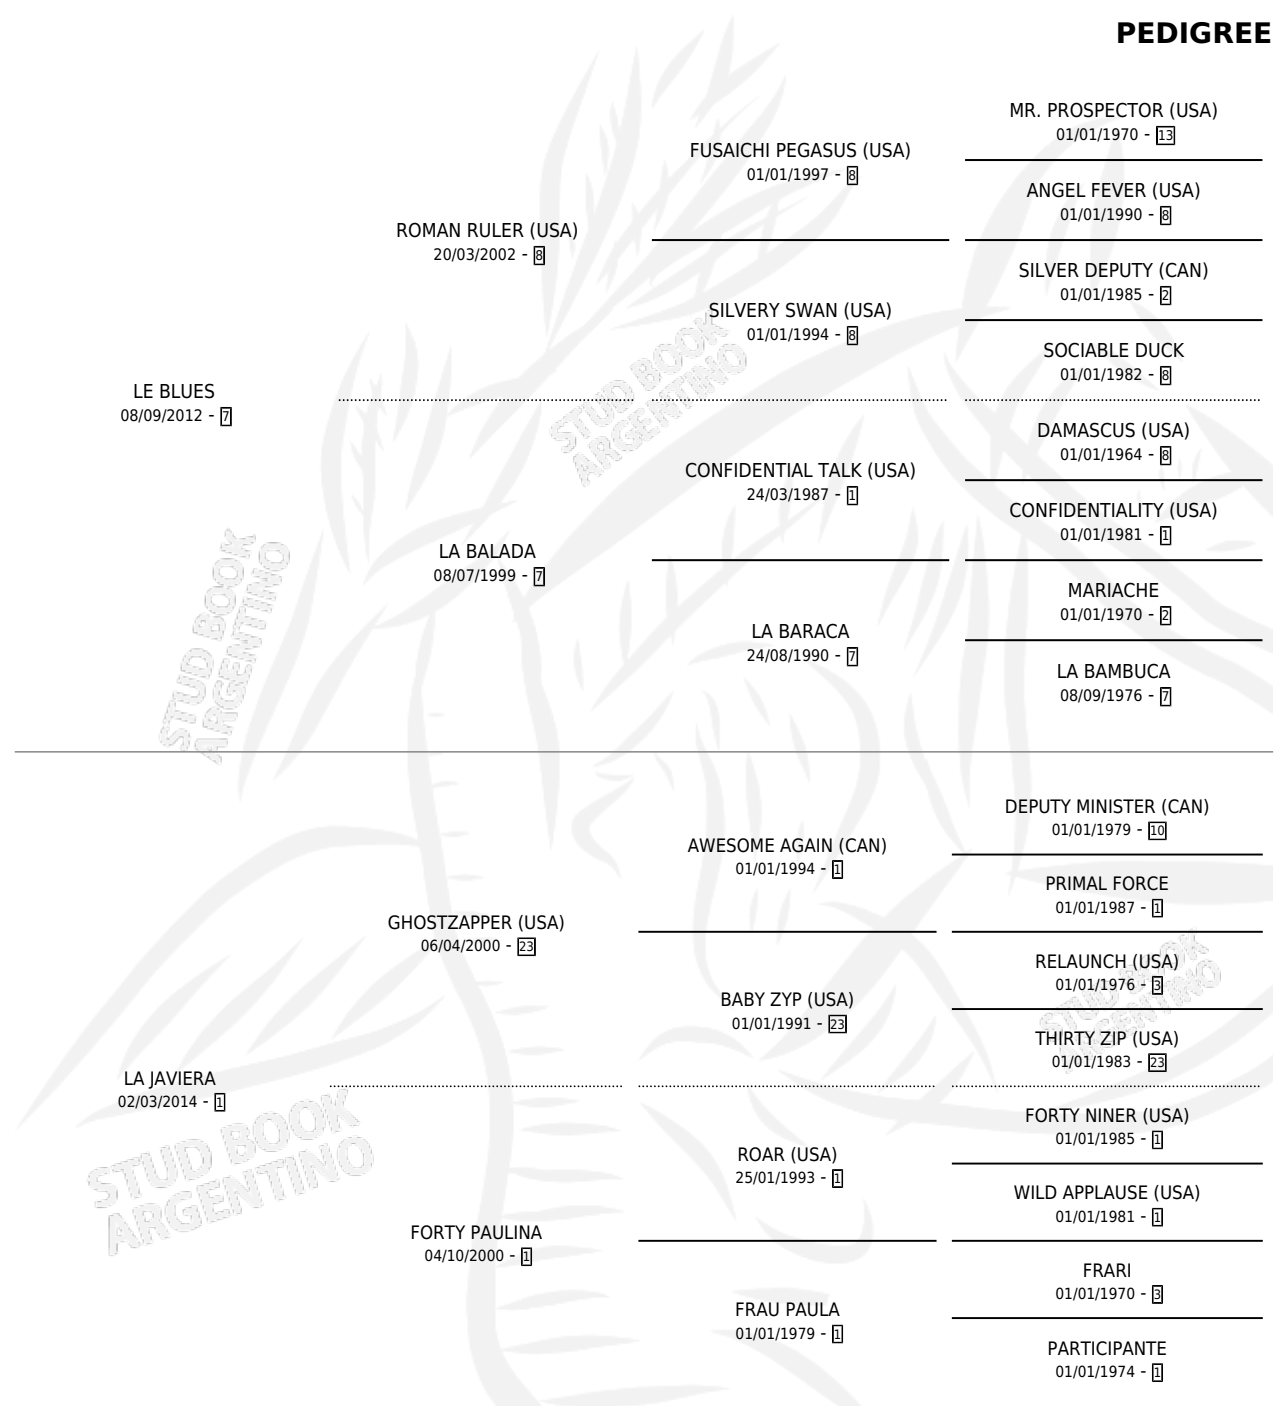 PEDIGREE
MR. PROSPECTOR (USA)
01/01/1970 - 13
FUSAICHI PEGASUS (USA)
01/01/1997 - 8
ANGEL FEVER (USA)
01/01/1990 - 8
ROMAN RULER (USA)
20/03/2002 - 8
SILVER DEPUTY (CAN)
01/01/1985 - 2
SILVERY SWAN (USA)
01/01/1994 - 8
SOCIABLE DUCK
01/01/1982 - 8
LE BLUES
08/09/2012 - 7
DAMASCUS (USA)
01/01/1964 - 8
CONFIDENTIAL TALK (USA)
24/03/1987 - 1
CONFIDENTIALITY (USA)
01/01/1981 - 1
LA BALADA
08/07/1999 - 7
MARIACHE
01/01/1970 - 2
LA BARACA
24/08/1990 - 7
LA BAMBUCA
08/09/1976 - 7
DEPUTY MINISTER (CAN)
01/01/1979 - 10
AWESOME AGAIN (CAN)
01/01/1994 - 1
PRIMAL FORCE
01/01/1987 - 1
GHOSTZAPPER (USA)
06/04/2000 - 23
RELAUNCH (USA)
01/01/1976 - 3
BABY ZYP (USA)
01/01/1991 - 23
THIRTY ZIP (USA)
01/01/1983 - 23
LA JAVIERA
02/03/2014 - 1
FORTY NINER (USA)
01/01/1985 - 1
ROAR (USA)
25/01/1993 - 1
WILD APPLAUSE (USA)
01/01/1981 - 1
FORTY PAULINA
04/10/2000 - 1
FRARI
01/01/1970 - 3
FRAU PAULA
01/01/1979 - 1
PARTICIPANTE
01/01/1974 - 1
STUD BOOK
ARGENTINO
STUD BOOK
ARGENTINO
STUD BOOK
ARGENTINO
STUD BOOK
ARGENTINO